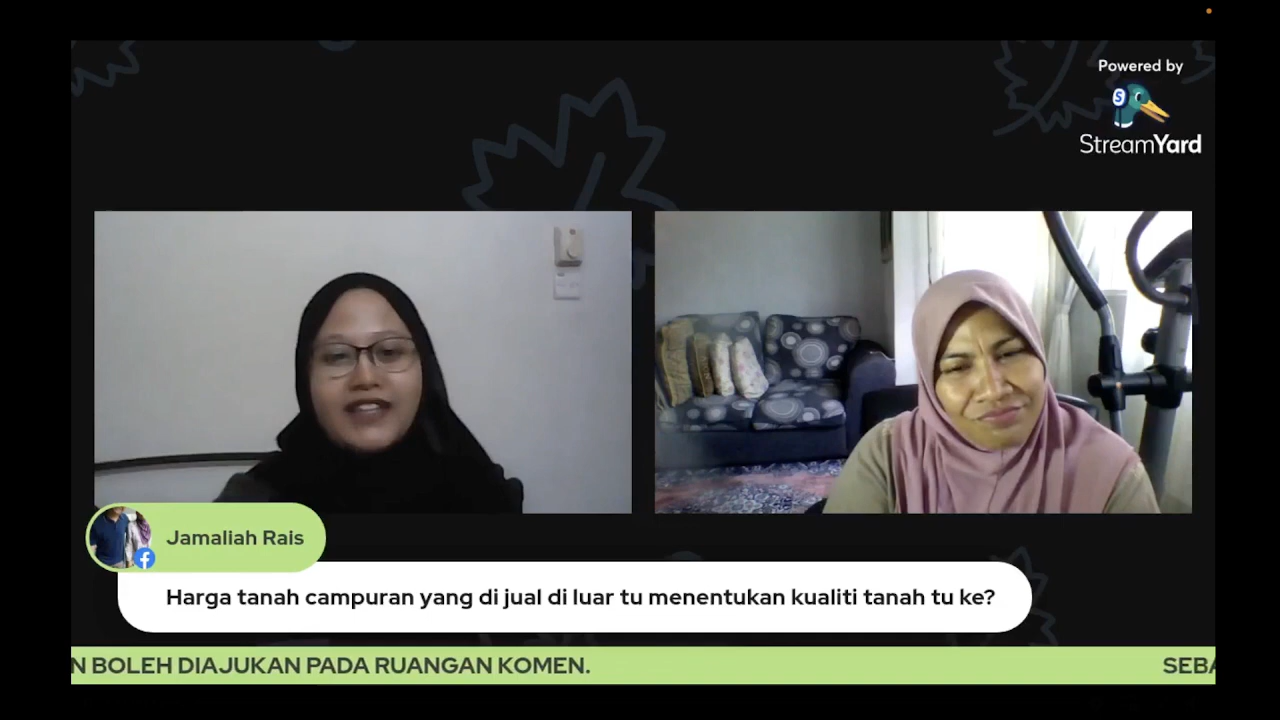 Powered by
StreamYard
Jamaliah Rais
Harga tanah campuran yang di jual di luar tu menentukan kualiti tanah tu ke?
N BOLEH DIAJUKAN PADA RUANGAN KOMEN.
SEBA